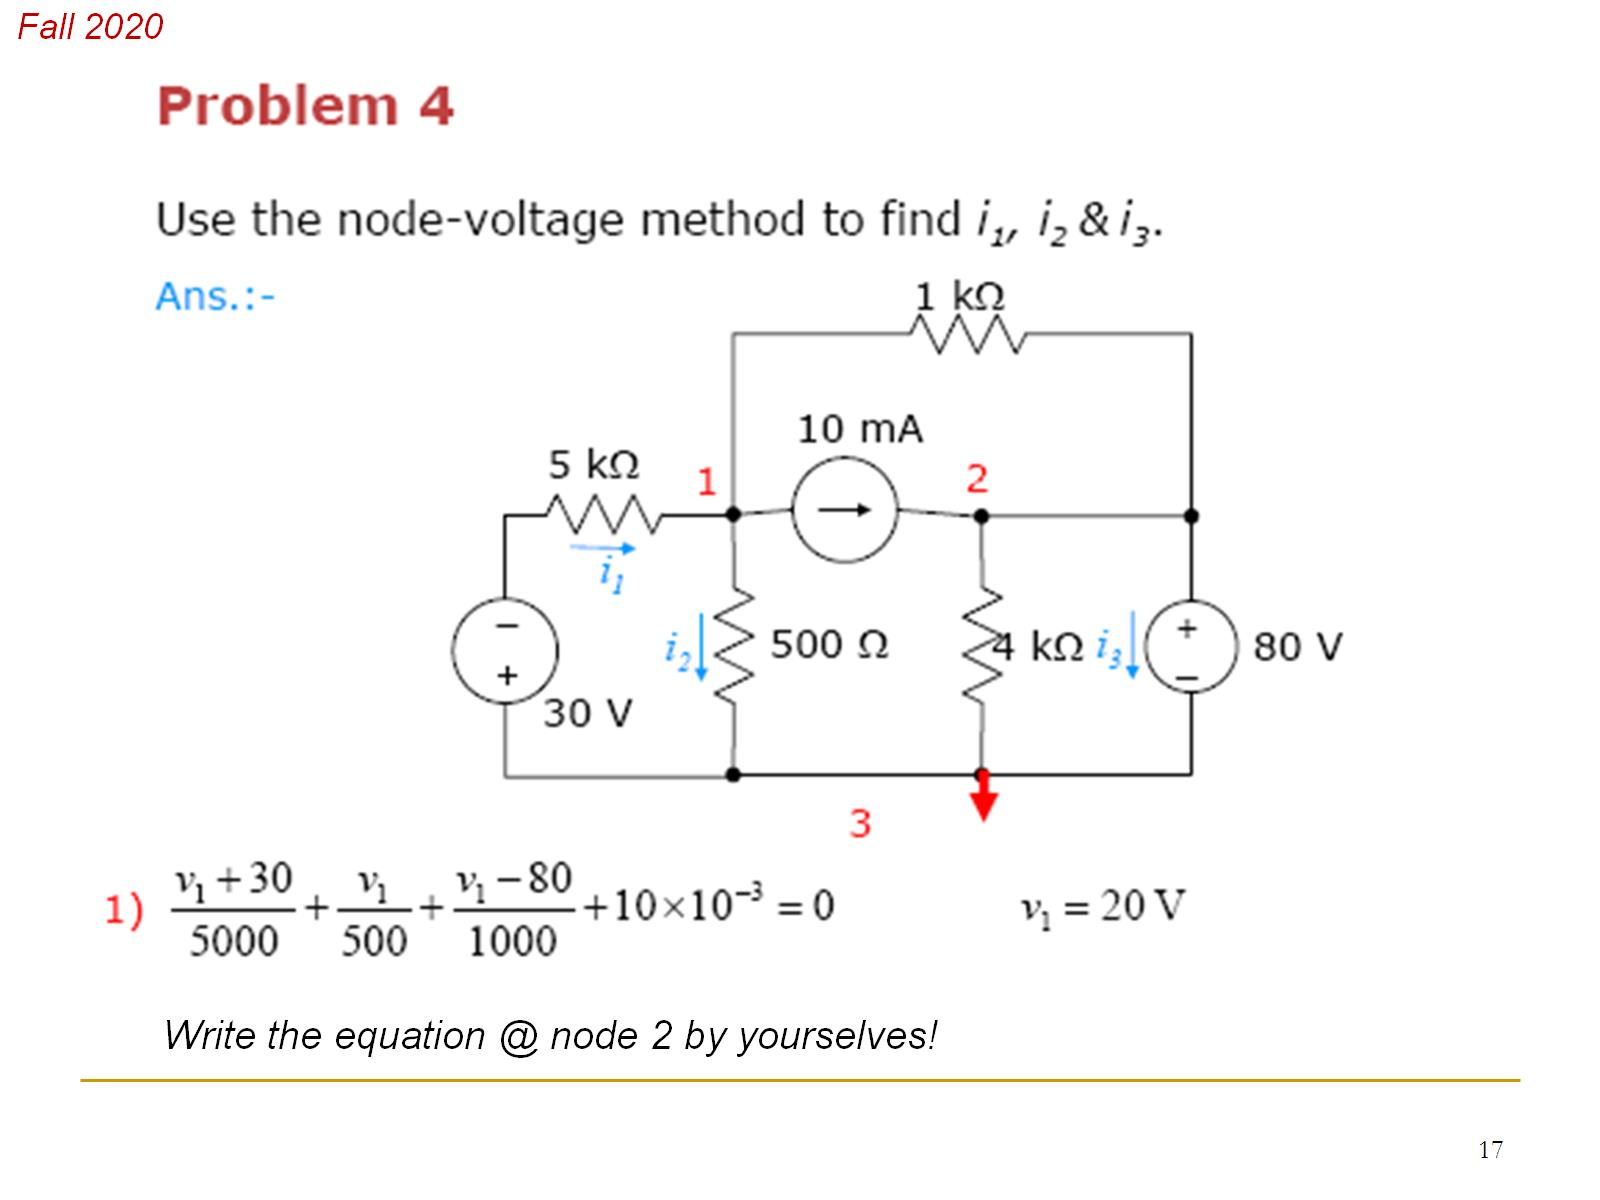 Fall 2020
Problem 4
Use the node-voltage method to find i₁, i₂ & i₃.
Ans.:-
1 kΩ
10 mA
5 kΩ
1
2
i₁
−
+
30 V
i₂
500 Ω
4 kΩ
i₃
+
−
80 V
3
1) (v₁ + 30)/5000 + v₁/500 + (v₁ − 80)/1000 + 10×10⁻³ = 0    v₁ = 20 V
Write the equation @ node 2 by yourselves!
17